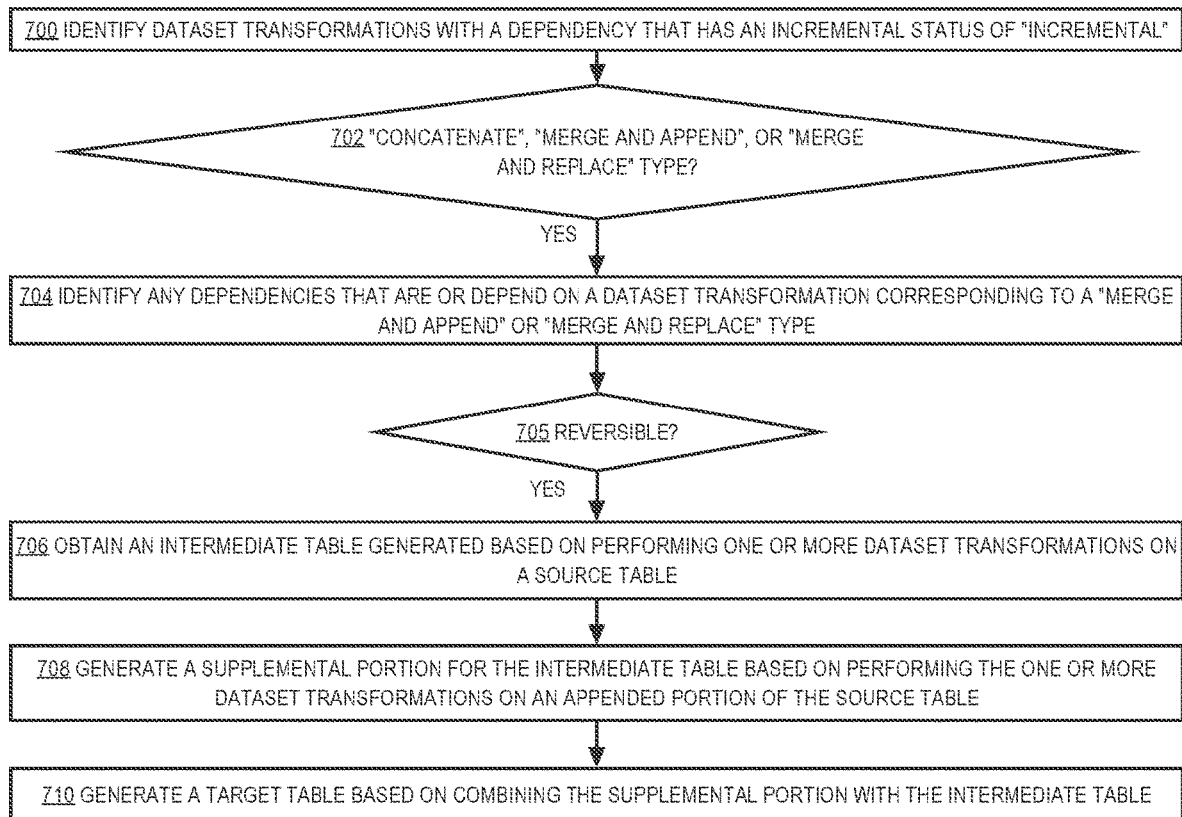 700 IDENTIFY DATASET TRANSFORMATIONS WITH A DEPENDENCY THAT HAS AN INCREMENTAL STATUS OF "INCREMENTAL"
702 "CONCATENATE", "MERGE AND APPEND", OR "MERGE
AND REPLACE" TYPE?
YES
704 IDENTIFY ANY DEPENDENCIES THAT ARE OR DEPEND ON A DATASET TRANSFORMATION CORRESPONDING TO A "MERGE
AND APPEND" OR "MERGE AND REPLACE" TYPE
705 REVERSIBLE?
YES
706 OBTAIN AN INTERMEDIATE TABLE GENERATED BASED ON PERFORMING ONE OR MORE DATASET TRANSFORMATIONS ON
A SOURCE TABLE
708 GENERATE A SUPPLEMENTAL PORTION FOR THE INTERMEDIATE TABLE BASED ON PERFORMING THE ONE OR MORE
DATASET TRANSFORMATIONS ON AN APPENDED PORTION OF THE SOURCE TABLE
710 GENERATE A TARGET TABLE BASED ON COMBINING THE SUPPLEMENTAL PORTION WITH THE INTERMEDIATE TABLE